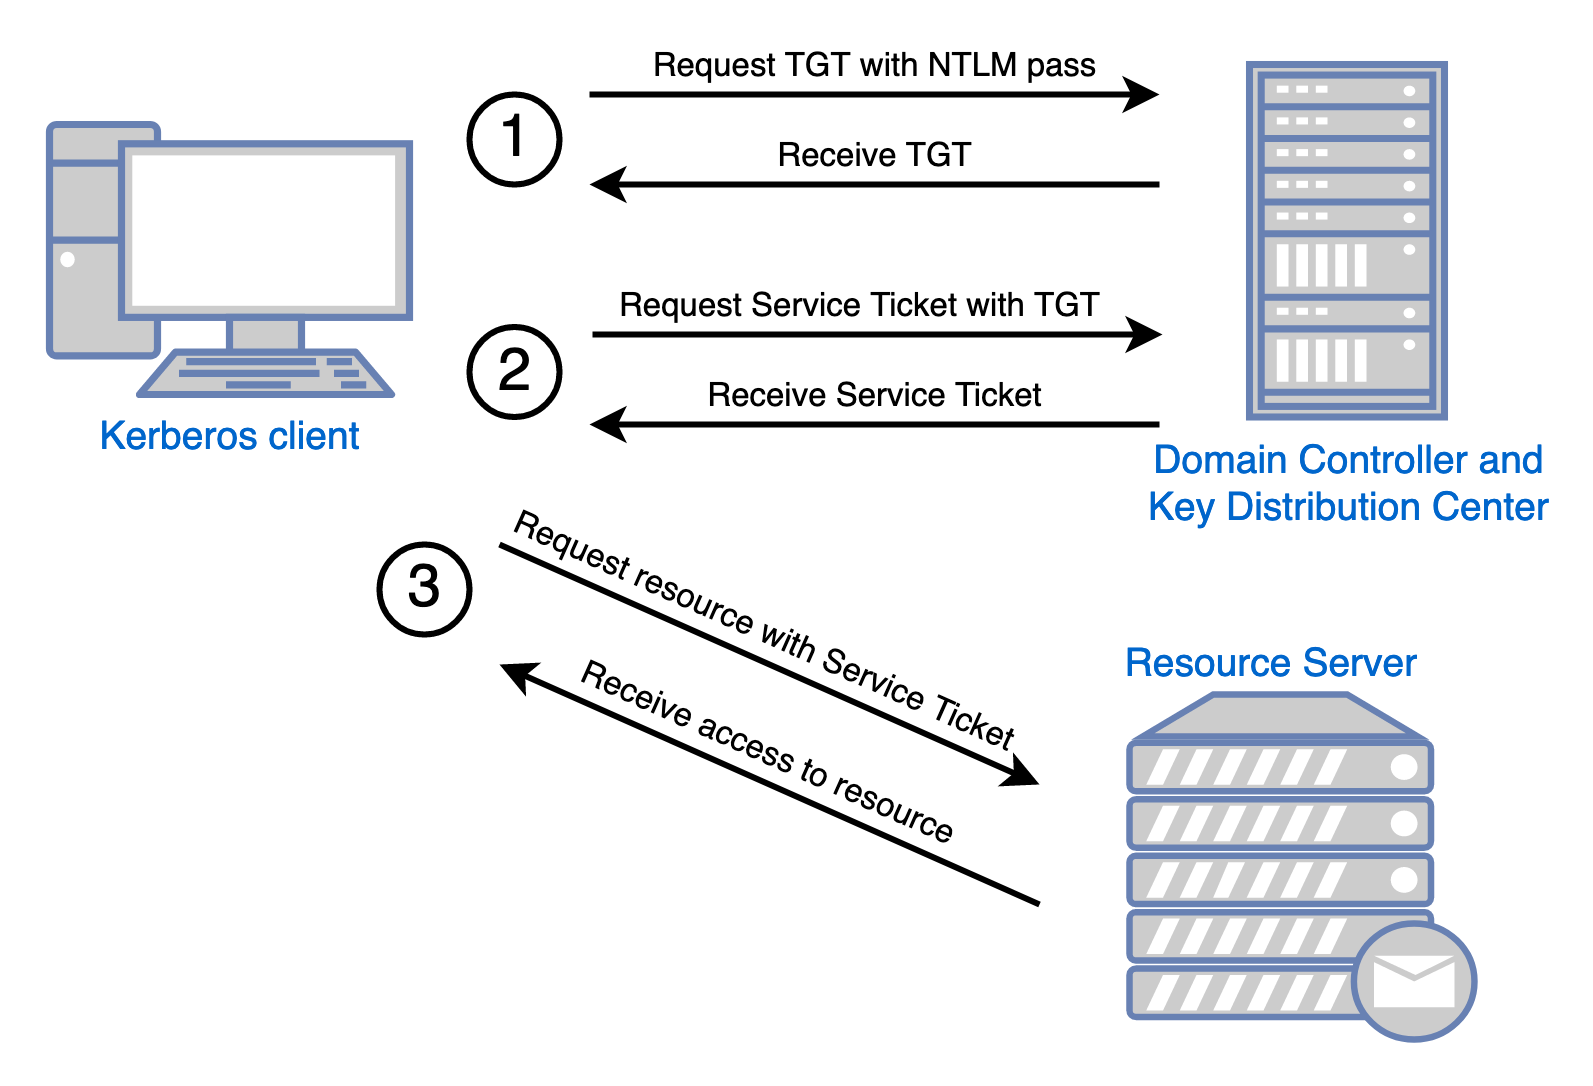 Request TGT with NTLM pass
1
Receive TGT
Request Service Ticket with TGT
2
Receive Service Ticket
Kerberos client
Domain Controller and
Key Distribution Center
3
Request resource with Service Ticket
Receive access to resource
Resource Server